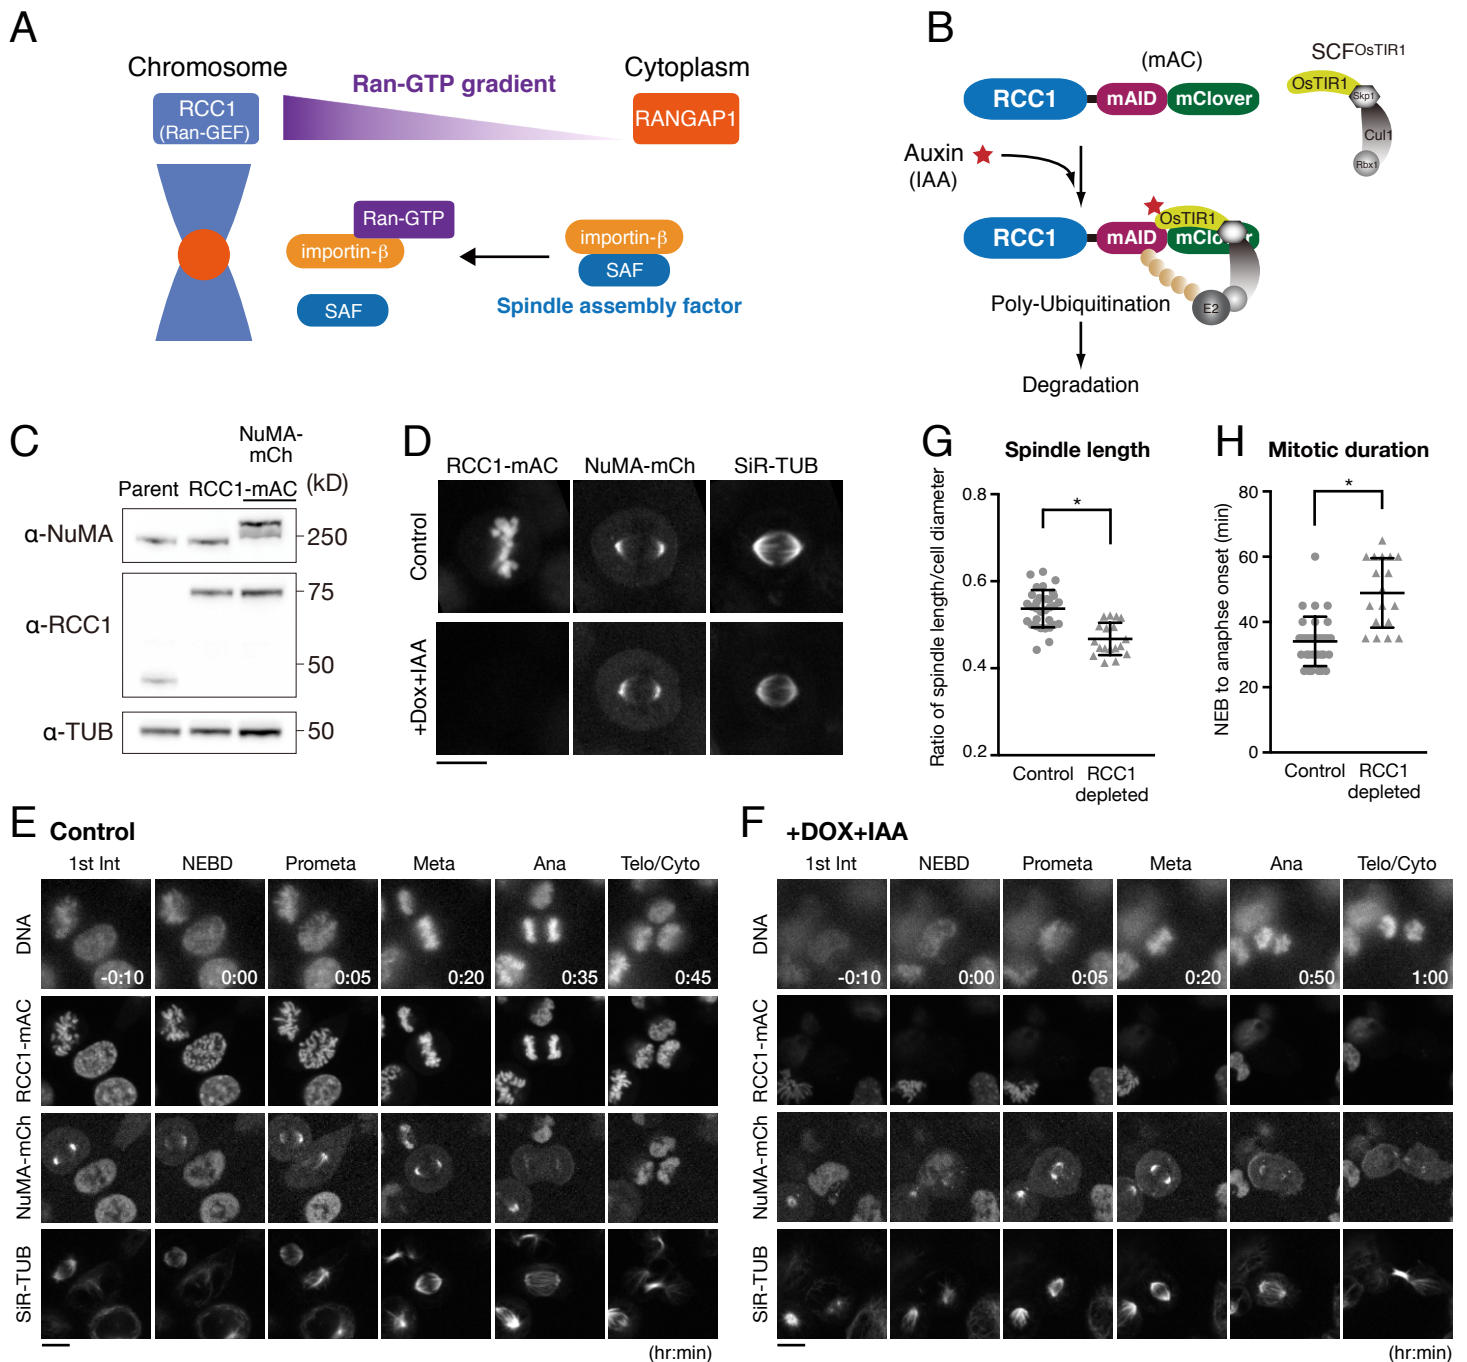 A
Chromosome
Ran-GTP gradient
Cytoplasm
RCC1
(Ran-GEF)
RANGAP1
Ran-GTP
importin-β
SAF
importin-β
SAF
Spindle assembly factor
B
(mAC)
SCFOsTIR1
RCC1
mAID
mClover
OsTIR1
Skp1
Cul1
Rbx1
Auxin
(IAA)
RCC1
mAID
mClover
OsTIR1
E2
Poly-Ubiquitination
Degradation
C
NuMA-
mCh
Parent
RCC1-mAC
(kD)
α-NuMA
250
α-RCC1
75
50
α-TUB
50
D
RCC1-mAC
NuMA-mCh
SiR-TUB
Control
+Dox+IAA
G
Spindle length
Ratio of spindle length/cell diameter
0.8
0.6
0.4
0.2
*
Control
RCC1
depleted
H
Mitotic duration
NEB to anaphse onset (min)
80
60
40
20
0
*
Control
RCC1
depleted
E
Control
1st Int
NEBD
Prometa
Meta
Ana
Telo/Cyto
DNA
-0:10
0:00
0:05
0:20
0:35
0:45
RCC1-mAC
NuMA-mCh
SiR-TUB
(hr:min)
F
+DOX+IAA
1st Int
NEBD
Prometa
Meta
Ana
Telo/Cyto
DNA
-0:10
0:00
0:05
0:20
0:50
1:00
RCC1-mAC
NuMA-mCh
SiR-TUB
(hr:min)